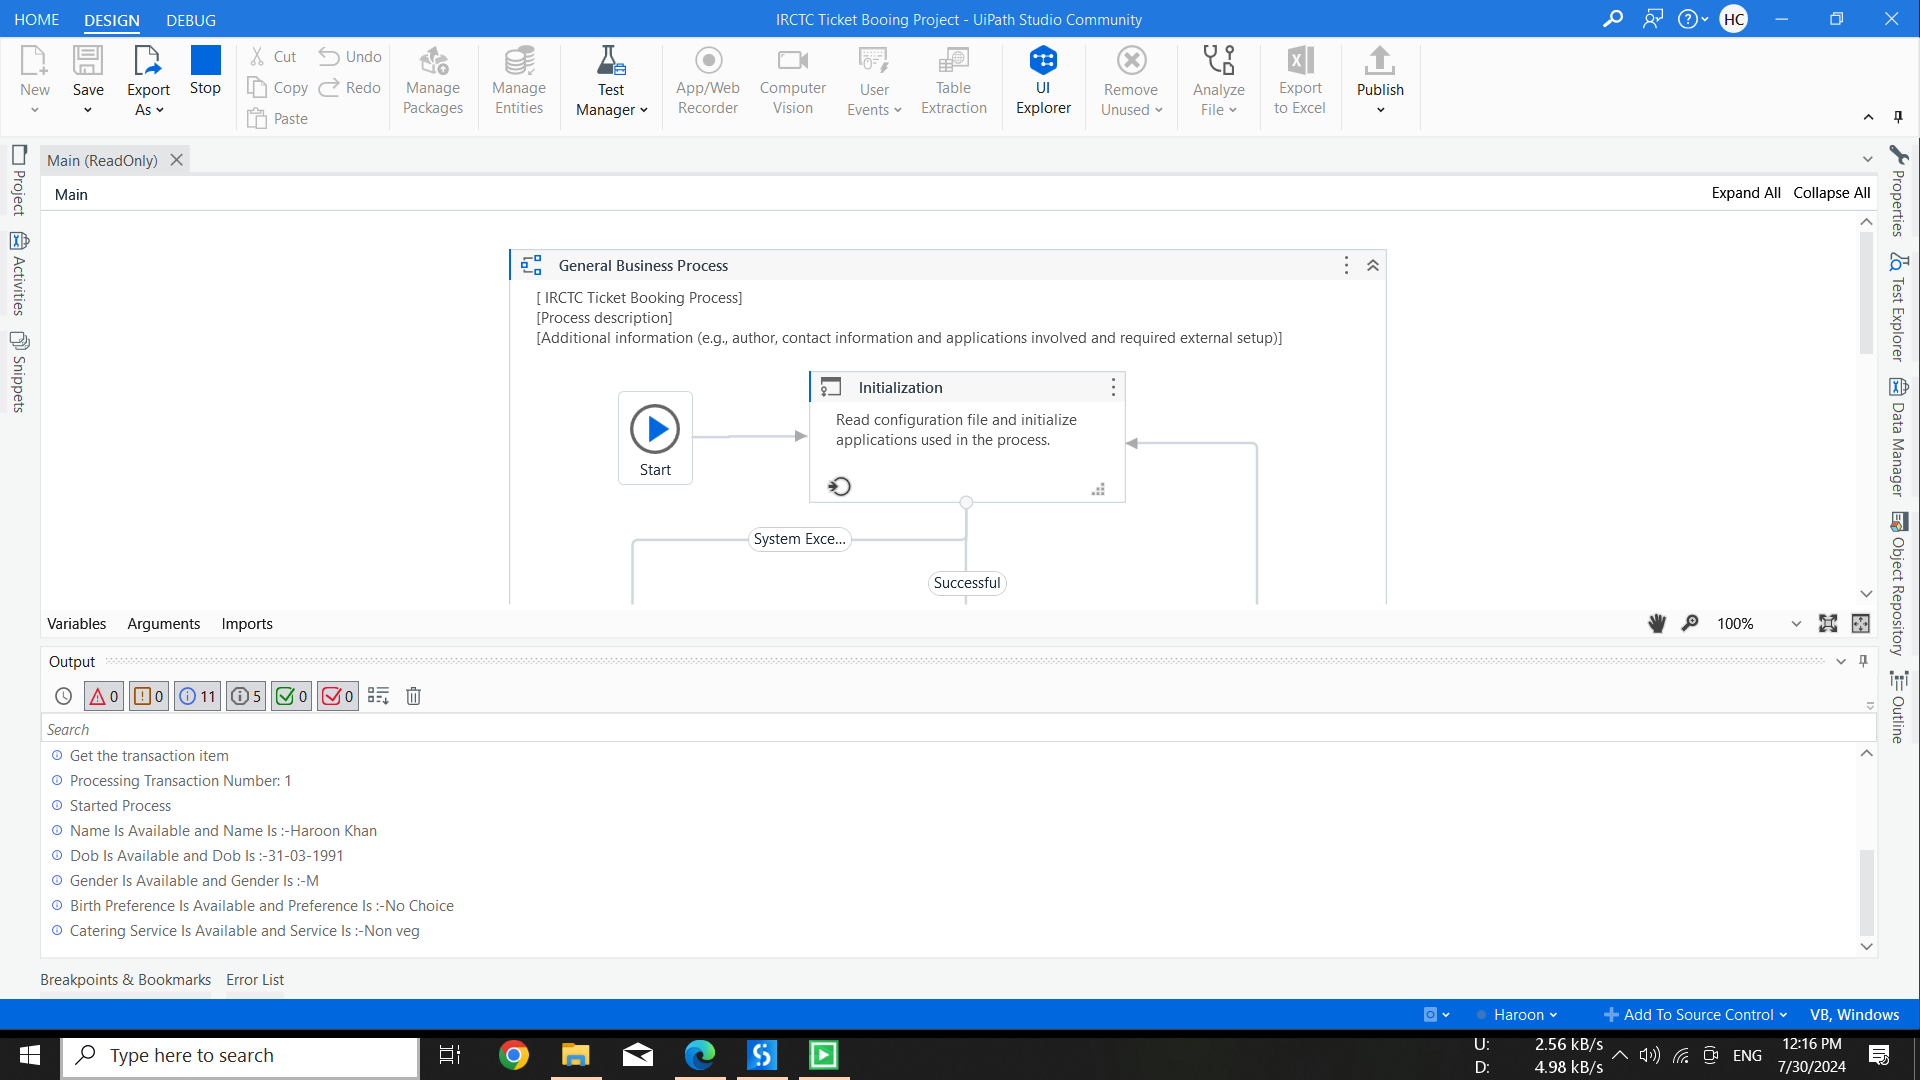 HOME DESIGN DEBUG
IRCTC Ticket Booing Project - UiPath Studio Community
HC
New
Save
Export
As
Stop
Cut
Copy
Paste
Undo
Redo
Manage
Packages
Manage
Entities
Test
Manager
App/Web
Recorder
Computer
Vision
User
Events
Table
Extraction
UI
Explorer
Remove
Unused
Analyze
File
Export
to Excel
Publish
Main (ReadOnly)
Main
Expand All Collapse All
Project
Activities
Snippets
General Business Process
[ IRCTC Ticket Booking Process]
[Process description]
[Additional information (e.g., author, contact information and applications involved and required external setup)]
Start
Initialization
Read configuration file and initialize
applications used in the process.
System Exce...
Successful
Properties
Test Explorer
Data Manager
Object Repository
Outline
Variables Arguments Imports
100%
Output
0 0 11 5 0 0
Search
Get the transaction item
Processing Transaction Number: 1
Started Process
Name Is Available and Name Is :-Haroon Khan
Dob Is Available and Dob Is :-31-03-1991
Gender Is Available and Gender Is :-M
Birth Preference Is Available and Preference Is :-No Choice
Catering Service Is Available and Service Is :-Non veg
Breakpoints & Bookmarks Error List
Haroon Add To Source Control VB, Windows
Type here to search
U: 2.56 kB/s
D: 4.98 kB/s
ENG
12:16 PM
7/30/2024